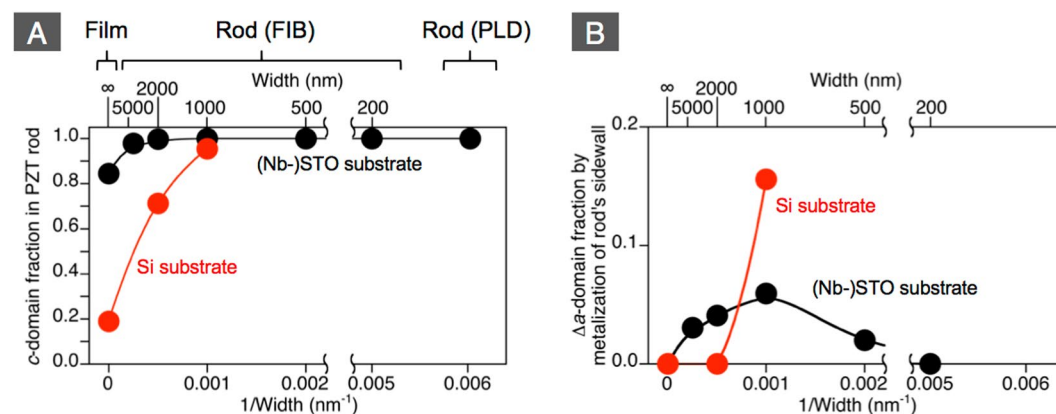 A
Film
Rod (FIB)
Rod (PLD)
Width (nm)
∞
5000
2000
1000
500
200
c-domain fraction in PZT rod
1.0
0.8
0.6
0.4
0.2
0.0
(Nb-)STO substrate
Si substrate
0
0.001
0.002
0.005
0.006
1/Width (nm⁻¹)
B
Width (nm)
∞
5000
2000
1000
500
200
Δa-domain fraction by
metalization of rod's sidewall
0.2
0.1
0.0
Si substrate
(Nb-)STO substrate
0
0.001
0.002
0.005
0.006
1/Width (nm⁻¹)